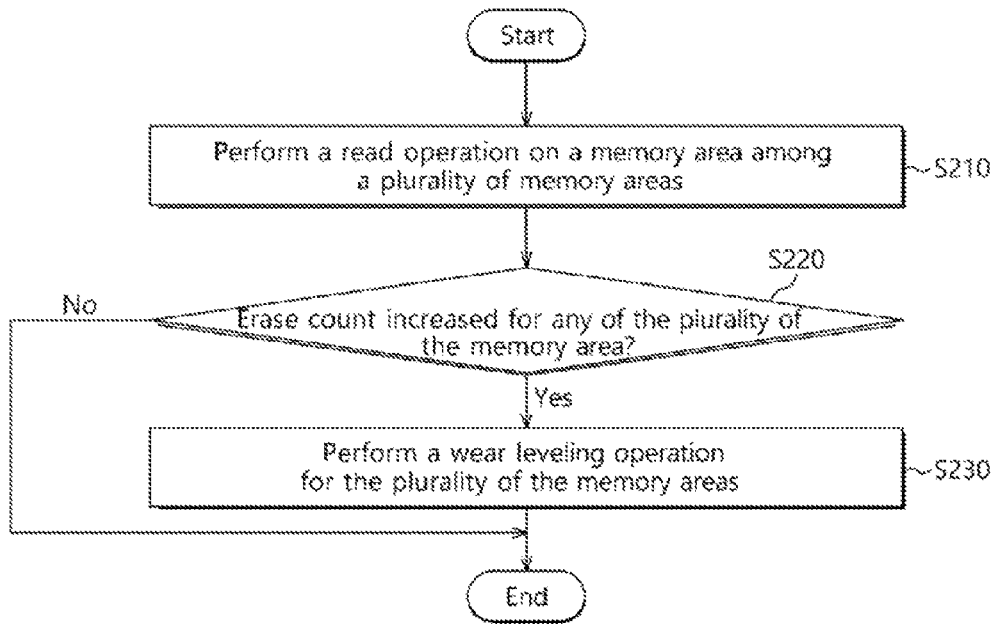 Start
Perform a read operation on a memory area among
a plurality of memory areas
S210
S220
No
Erase count increased for any of the plurality of
the memory area?
Yes
Perform a wear leveling operation
for the plurality of the memory areas
S230
End